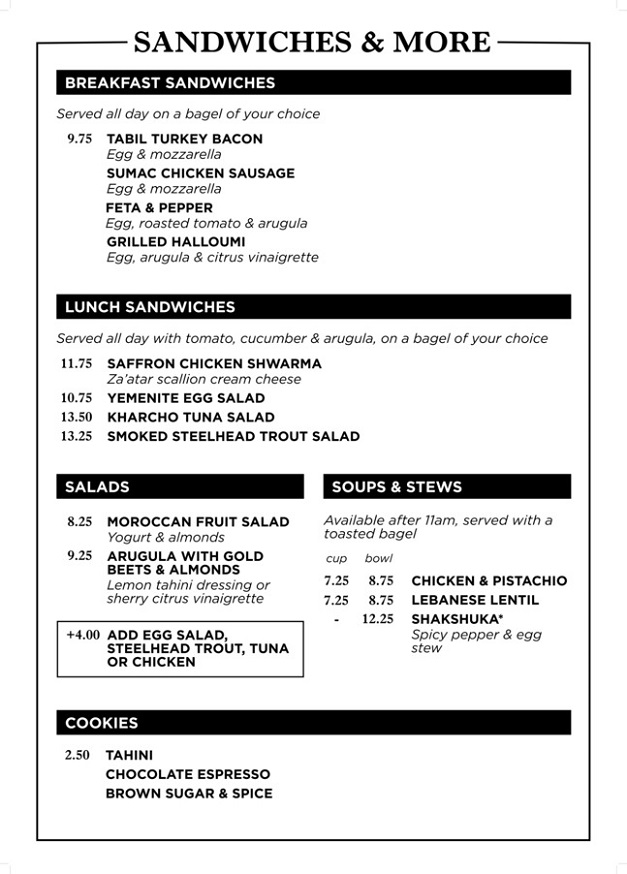 SANDWICHES & MORE
BREAKFAST SANDWICHES
Served all day on a bagel of your choice
9.75 TABIL TURKEY BACON
Egg & mozzarella
SUMAC CHICKEN SAUSAGE
Egg & mozzarella
FETA & PEPPER
Egg, roasted tomato & arugula
GRILLED HALLOUMI
Egg, arugula & citrus vinaigrette
LUNCH SANDWICHES
Served all day with tomato, cucumber & arugula, on a bagel of your choice
11.75 SAFFRON CHICKEN SHWARMA
Za'atar scallion cream cheese
10.75 YEMENITE EGG SALAD
13.50 KHARCHO TUNA SALAD
13.25 SMOKED STEELHEAD TROUT SALAD
SALADS
8.25 MOROCCAN FRUIT SALAD
Yogurt & almonds
9.25 ARUGULA WITH GOLD
BEETS & ALMONDS
Lemon tahini dressing or
sherry citrus vinaigrette
+4.00 ADD EGG SALAD,
STEELHEAD TROUT, TUNA
OR CHICKEN
SOUPS & STEWS
Available after 11am, served with a
toasted bagel
cup bowl
7.25 8.75 CHICKEN & PISTACHIO
7.25 8.75 LEBANESE LENTIL
- 12.25 SHAKSHUKA*
Spicy pepper & egg
stew
COOKIES
2.50 TAHINI
CHOCOLATE ESPRESSO
BROWN SUGAR & SPICE